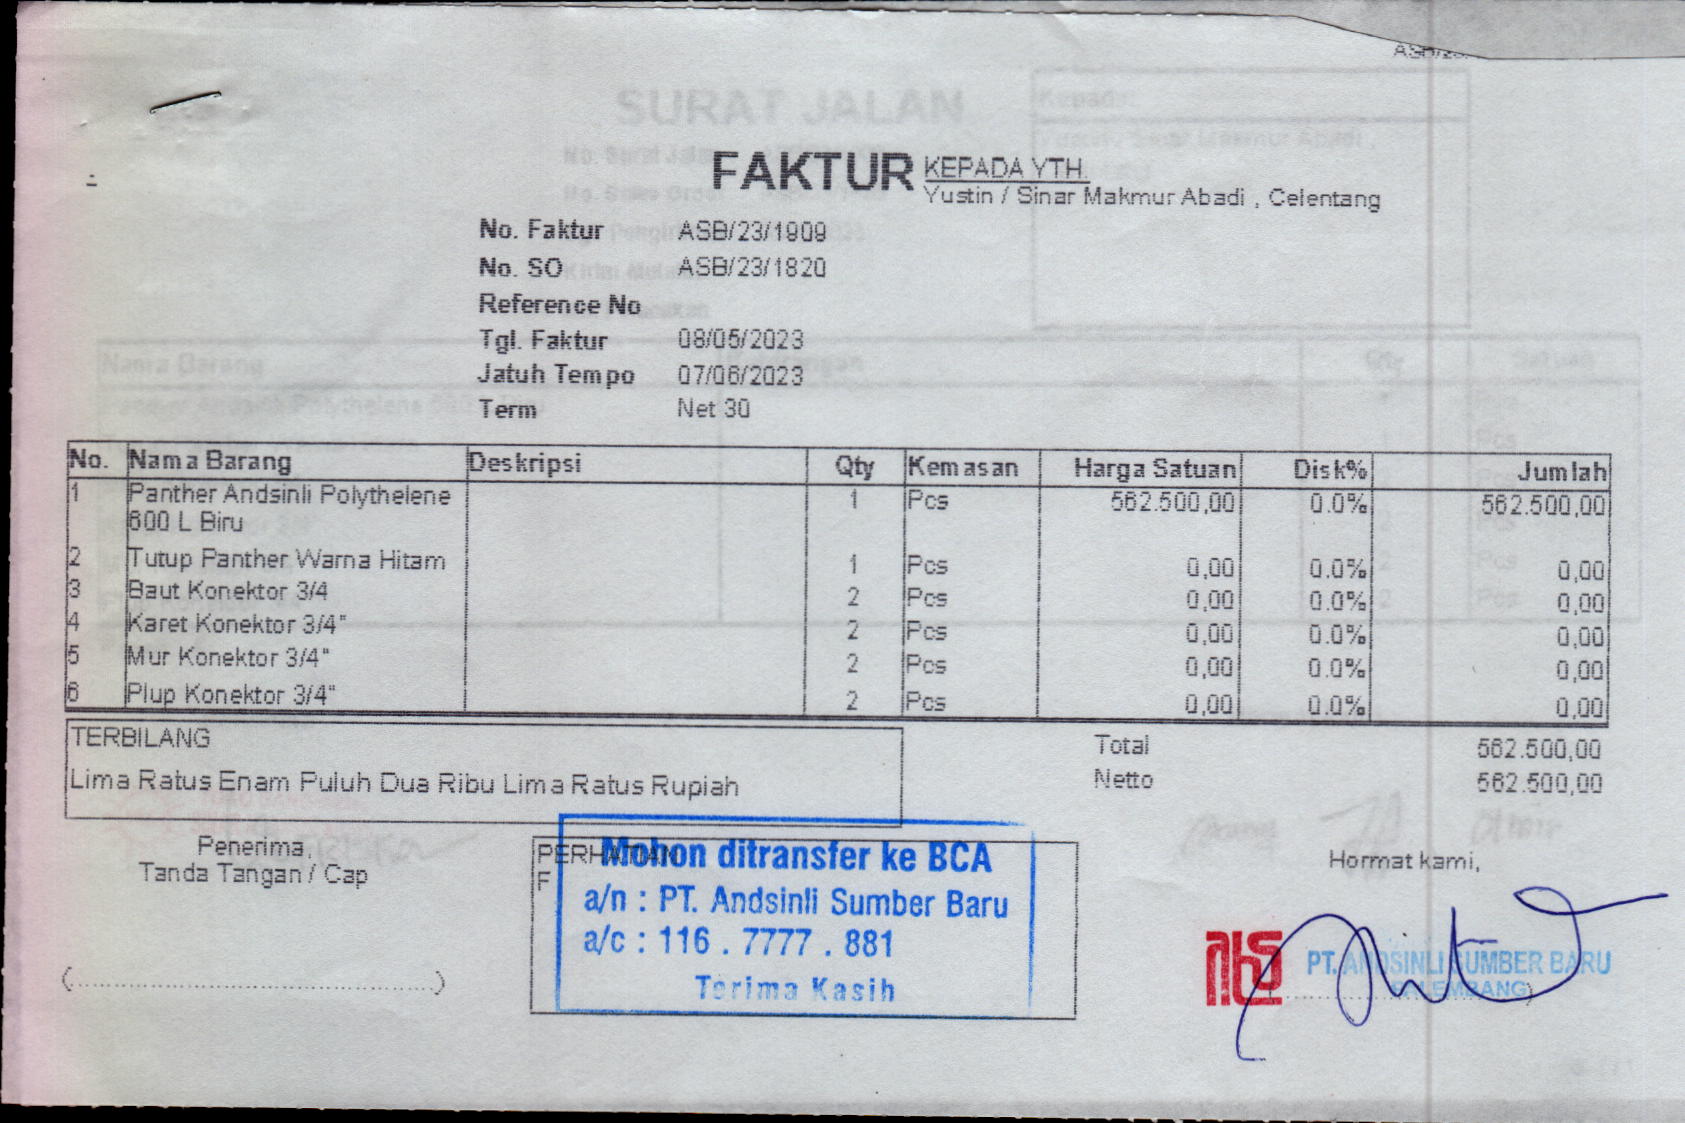 FAKTUR
KEPADA YTH.
Yustin / Sinar Makmur Abadi , Celentang
No. Faktur ASB/23/1909
No. SO ASB/23/1820
Reference No
Tgl. Faktur 08/05/2023
Jatuh Tempo 07/06/2023
Term Net 30
No. Nama Barang Deskripsi Qty Kemasan Harga Satuan Disk% Jumlah
1 Panther Andsinli Polythelene 1 Pcs 562.500,00 0.0% 562.500,00
600 L Biru
2 Tutup Panther Warna Hitam 1 Pcs 0,00 0.0% 0,00
3 Baut Konektor 3/4 2 Pcs 0,00 0.0% 0,00
4 Karet Konektor 3/4" 2 Pcs 0,00 0.0% 0,00
5 Mur Konektor 3/4" 2 Pcs 0,00 0.0% 0,00
6 Plup Konektor 3/4" 2 Pcs 0,00 0.0% 0,00
TERBILANG
Lima Ratus Enam Puluh Dua Ribu Lima Ratus Rupiah
Total 562.500,00
Netto 562.500,00
Penerima,
Tanda Tangan / Cap
(..........................................)
PERHATIAN
F
Mohon ditransfer ke BCA
a/n : PT. Andsinli Sumber Baru
a/c : 116 . 7777 . 881
Terima Kasih
Hormat kami,
PT. ANDSINLI SUMBER BARU
PALEMBANG
SURAT JALAN